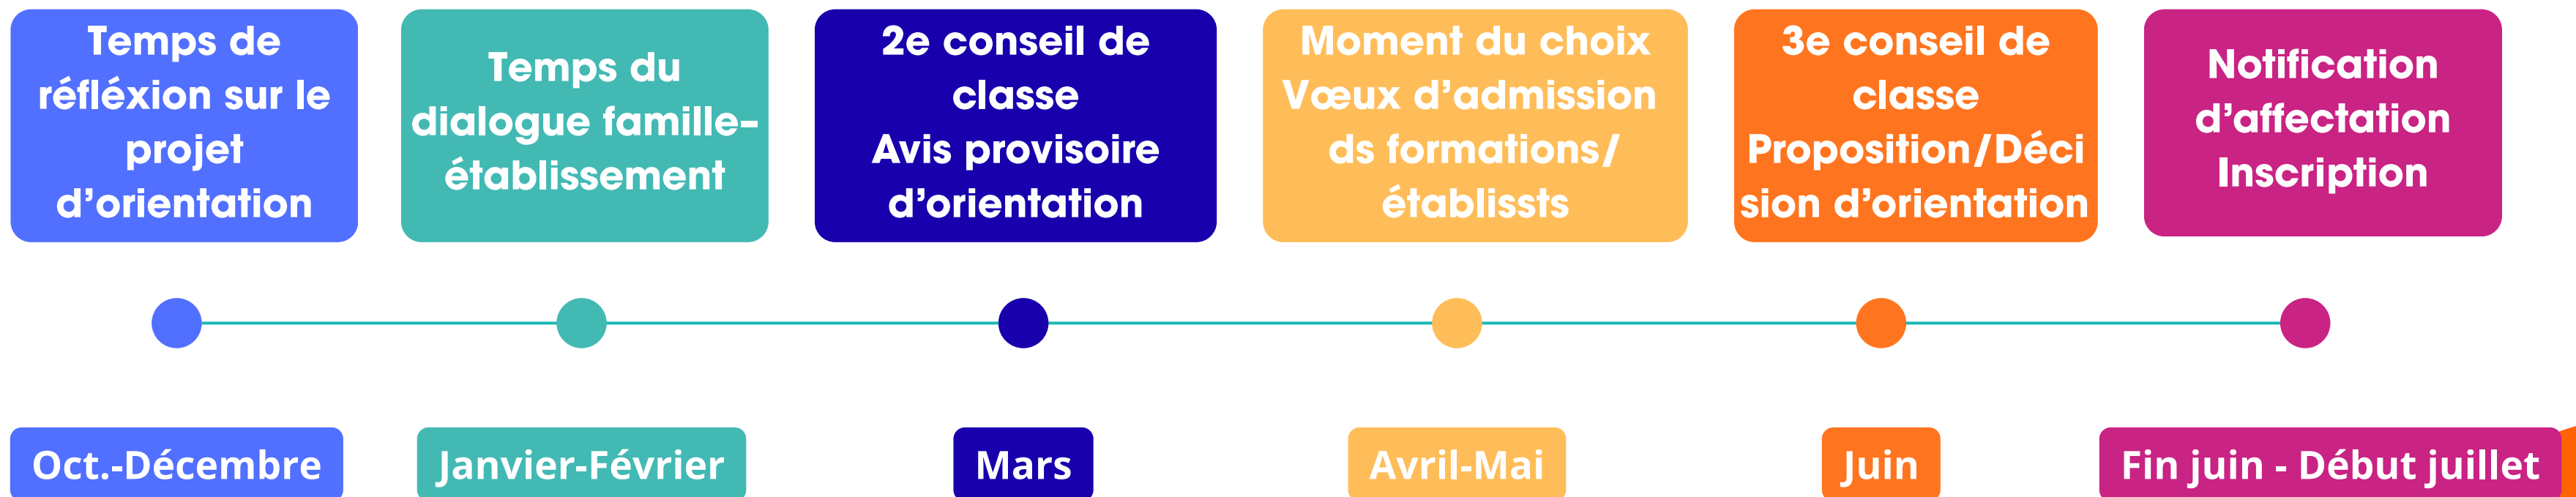 Temps de
réfléxion sur le
projet
d'orientation
Temps du
dialogue famille-
établissement
2e conseil de
classe
Avis provisoire
d'orientation
Moment du choix
Vœux d'admission
ds formations/
établissts
3e conseil de
classe
Proposition/Déci
sion d'orientation
Notification
d'affectation
Inscription
Oct.-Décembre
Janvier-Février
Mars
Avril-Mai
Juin
Fin juin - Début juillet